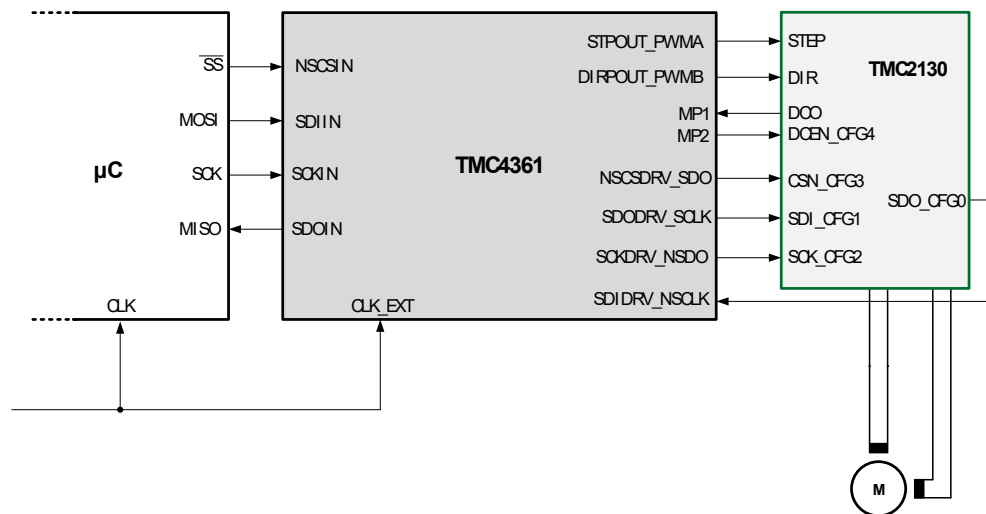 STPOUT_PWMA
STEP
SS
NSCSIN
DIRPOUT_PWMB
DIR
TMC2130
MP1
DCO
MOSI
SDIIN
MP2
DCEN_CFG4
µC
TMC4361
SCK
SCKIN
NSCSDRV_SDO
CSN_CFG3
SDO_CFG0
MISO
SDOIN
SDODRV_SCLK
SDI_CFG1
SCKDRV_NSDO
SCK_CFG2
SDIDRV_NSCLK
CLK
CLK_EXT
M